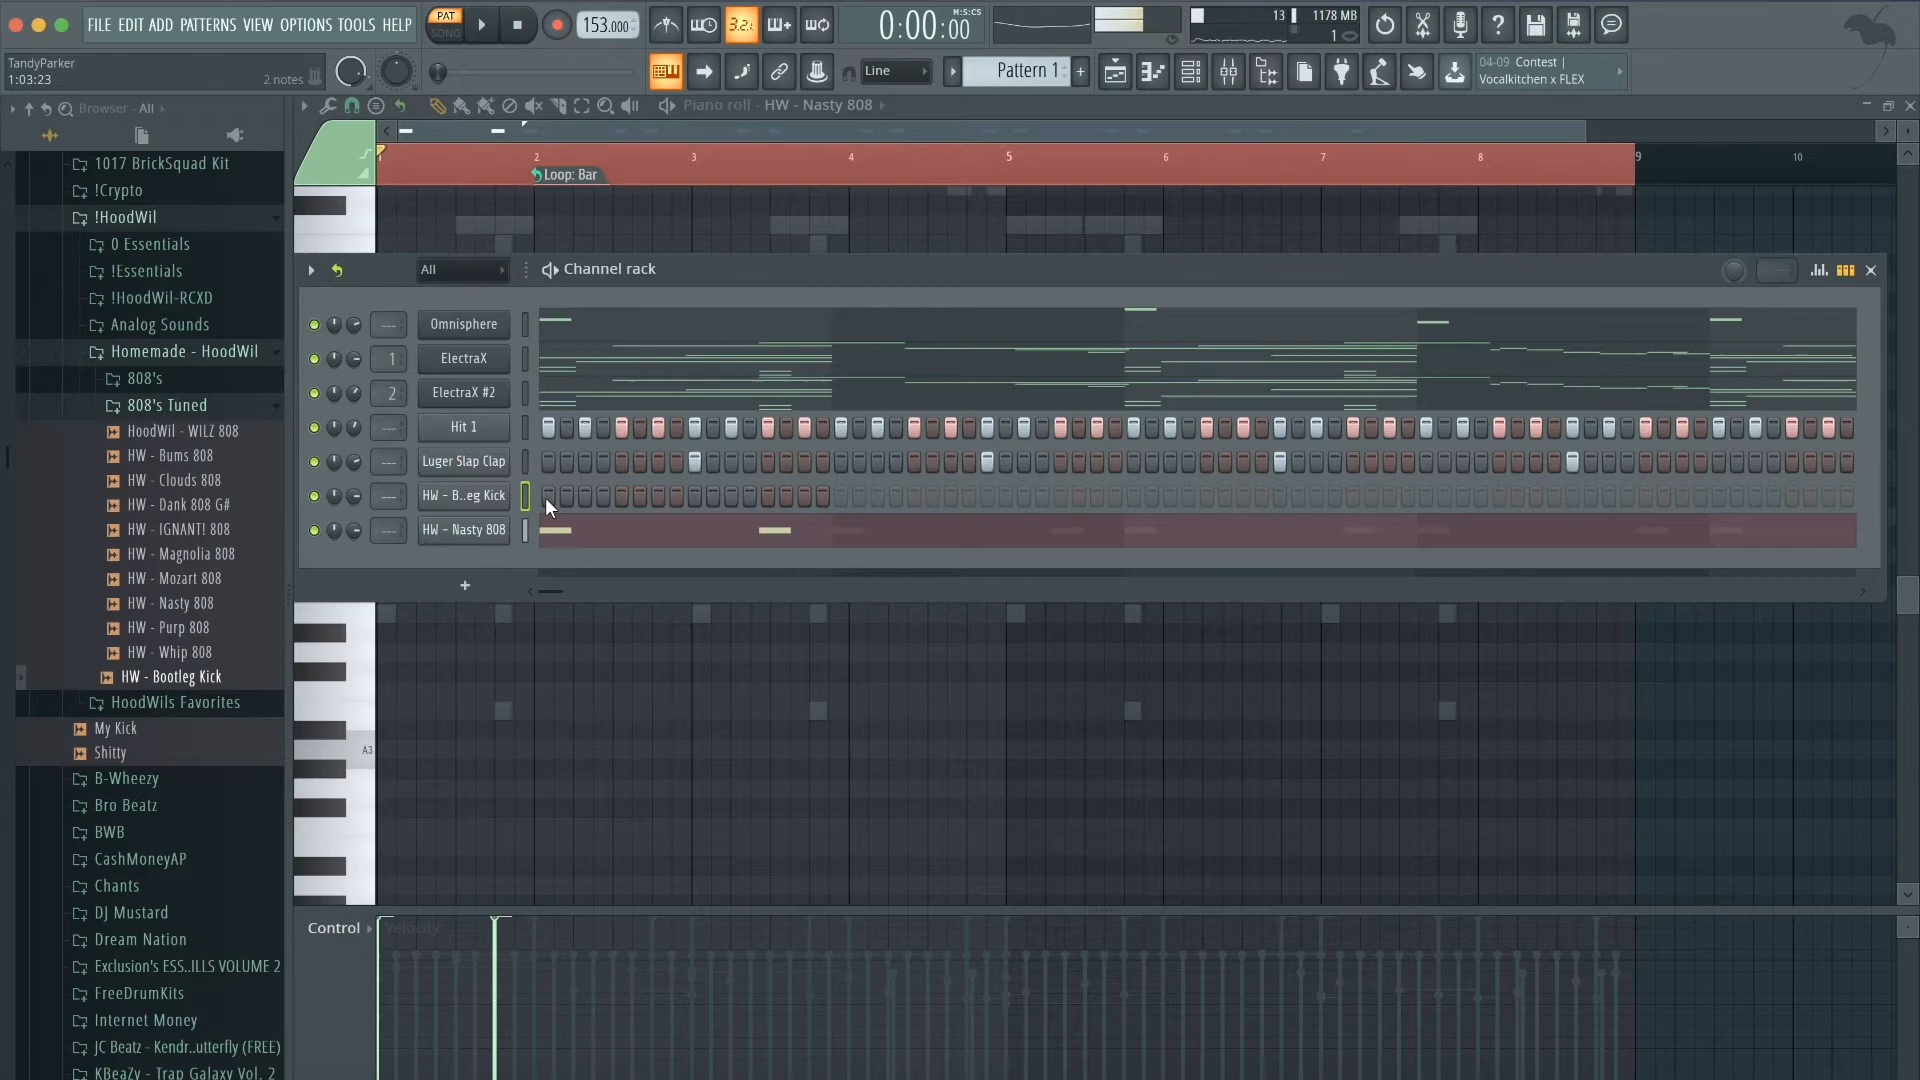 FILE EDIT ADD PATTERNS VIEW OPTIONS TOOLS HELP
PAT
SONG
153.000
3.2.
0:00:00
M:S:CS
13
1178 MB
1
TandyParker
1:03:23
2 notes
Line
Pattern 1
+
04-09 Contest |
Vocalkitchen x FLEX
Browser - All
Piano roll - HW - Nasty 808
1017 BrickSquad Kit
!Crypto
!HoodWil
0 Essentials
!Essentials
!HoodWil-RCXD
Analog Sounds
Homemade - HoodWil
808's
808's Tuned
HoodWil - WILZ 808
HW - Bums 808
HW - Clouds 808
HW - Dank 808 G#
HW - IGNANT! 808
HW - Magnolia 808
HW - Mozart 808
HW - Nasty 808
HW - Purp 808
HW - Whip 808
HW - Bootleg Kick
HoodWils Favorites
My Kick
Shitty
B-Wheezy
Bro Beatz
BWB
CashMoneyAP
Chants
DJ Mustard
Dream Nation
Exclusion's ESS..ILLS VOLUME 2
FreeDrumKits
Internet Money
JC Beatz - Kendr..utterfly (FREE)
KBeaZy - Trap Galaxy Vol. 2
2 3 4 5 6 7 8 9 10
Loop: Bar
All
Channel rack
Omnisphere
1 ElectraX
2 ElectraX #2
Hit 1
Luger Slap Clap
HW - B..eg Kick
HW - Nasty 808
+
A3
Control
Velocity